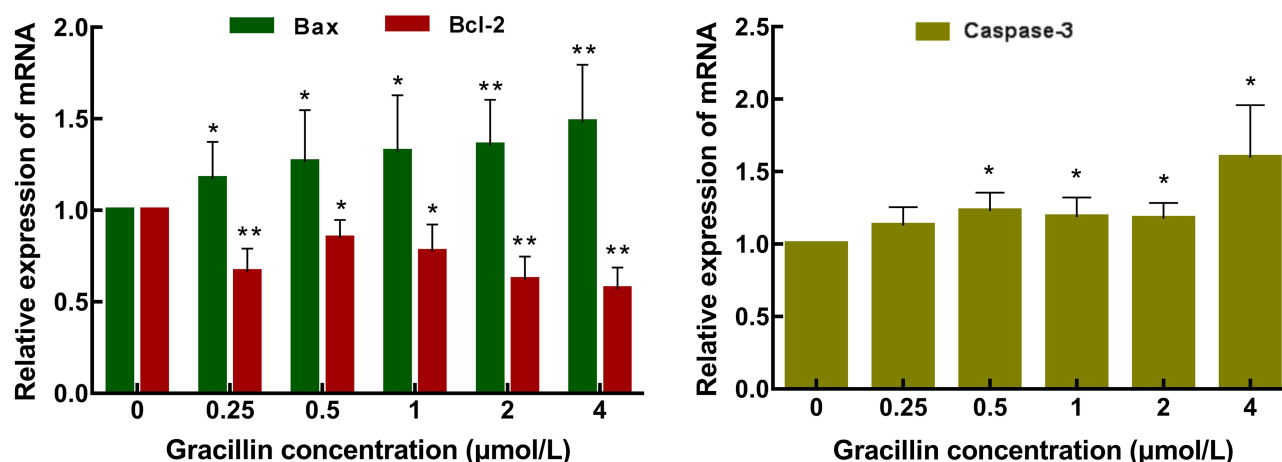 Bax Bcl-2
Relative expression of mRNA
2.0
1.5
1.0
0.5
0.0
* ** * * * * ** ** ** **
0 0.25 0.5 1 2 4
Gracillin concentration (μmol/L)
Caspase-3
Relative expression of mRNA
2.5
2.0
1.5
1.0
0.5
0.0
* * * *
0 0.25 0.5 1 2 4
Gracillin concentration (μmol/L)